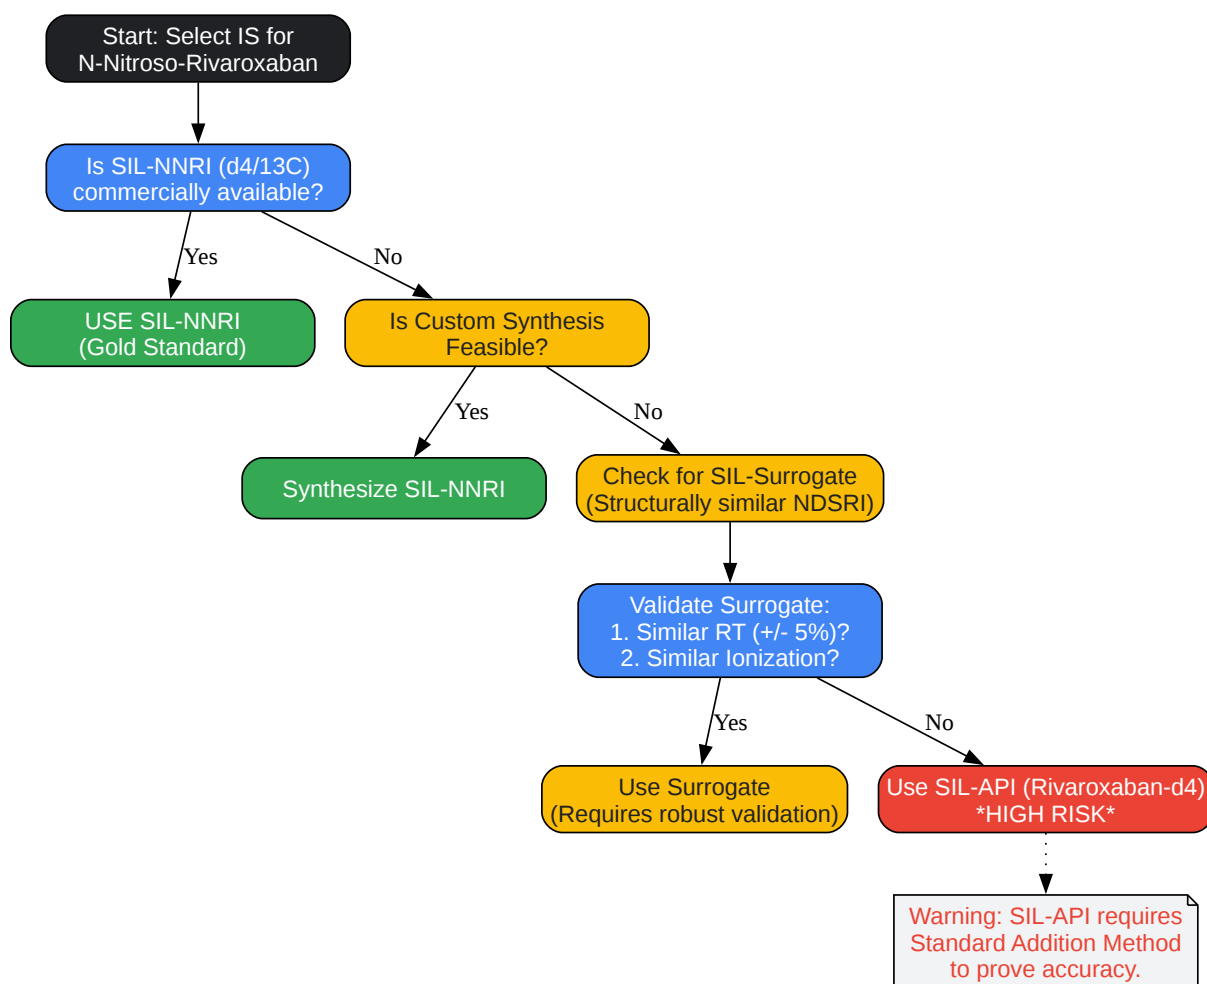 Start: Select IS for
N-Nitroso-Rivaroxaban
Is SIL-NNRI (d4/13C)
commercially available?
Yes
No
USE SIL-NNRI
(Gold Standard)
Is Custom Synthesis
Feasible?
Yes
No
Synthesize SIL-NNRI
Check for SIL-Surrogate
(Structurally similar NDSRI)
Validate Surrogate:
1. Similar RT (+/- 5%)?
2. Similar Ionization?
Yes
No
Use Surrogate
(Requires robust validation)
Use SIL-API (Rivaroxaban-d4)
*HIGH RISK*
Warning: SIL-API requires
Standard Addition Method
to prove accuracy.